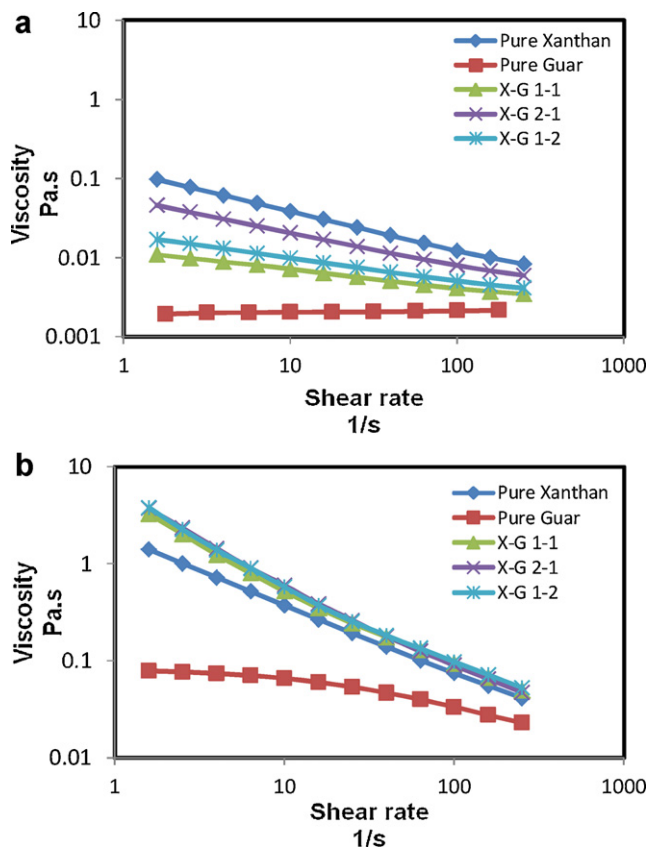 a
10
1
0.1
0.01
0.001
Viscosity
Pa.s
Pure Xanthan
Pure Guar
X-G 1-1
X-G 2-1
X-G 1-2
1
10
100
1000
Shear rate
1/s
b
10
1
0.1
0.01
Viscosity
Pa.s
Pure Xanthan
Pure Guar
X-G 1-1
X-G 2-1
X-G 1-2
1
10
100
1000
Shear rate
1/s